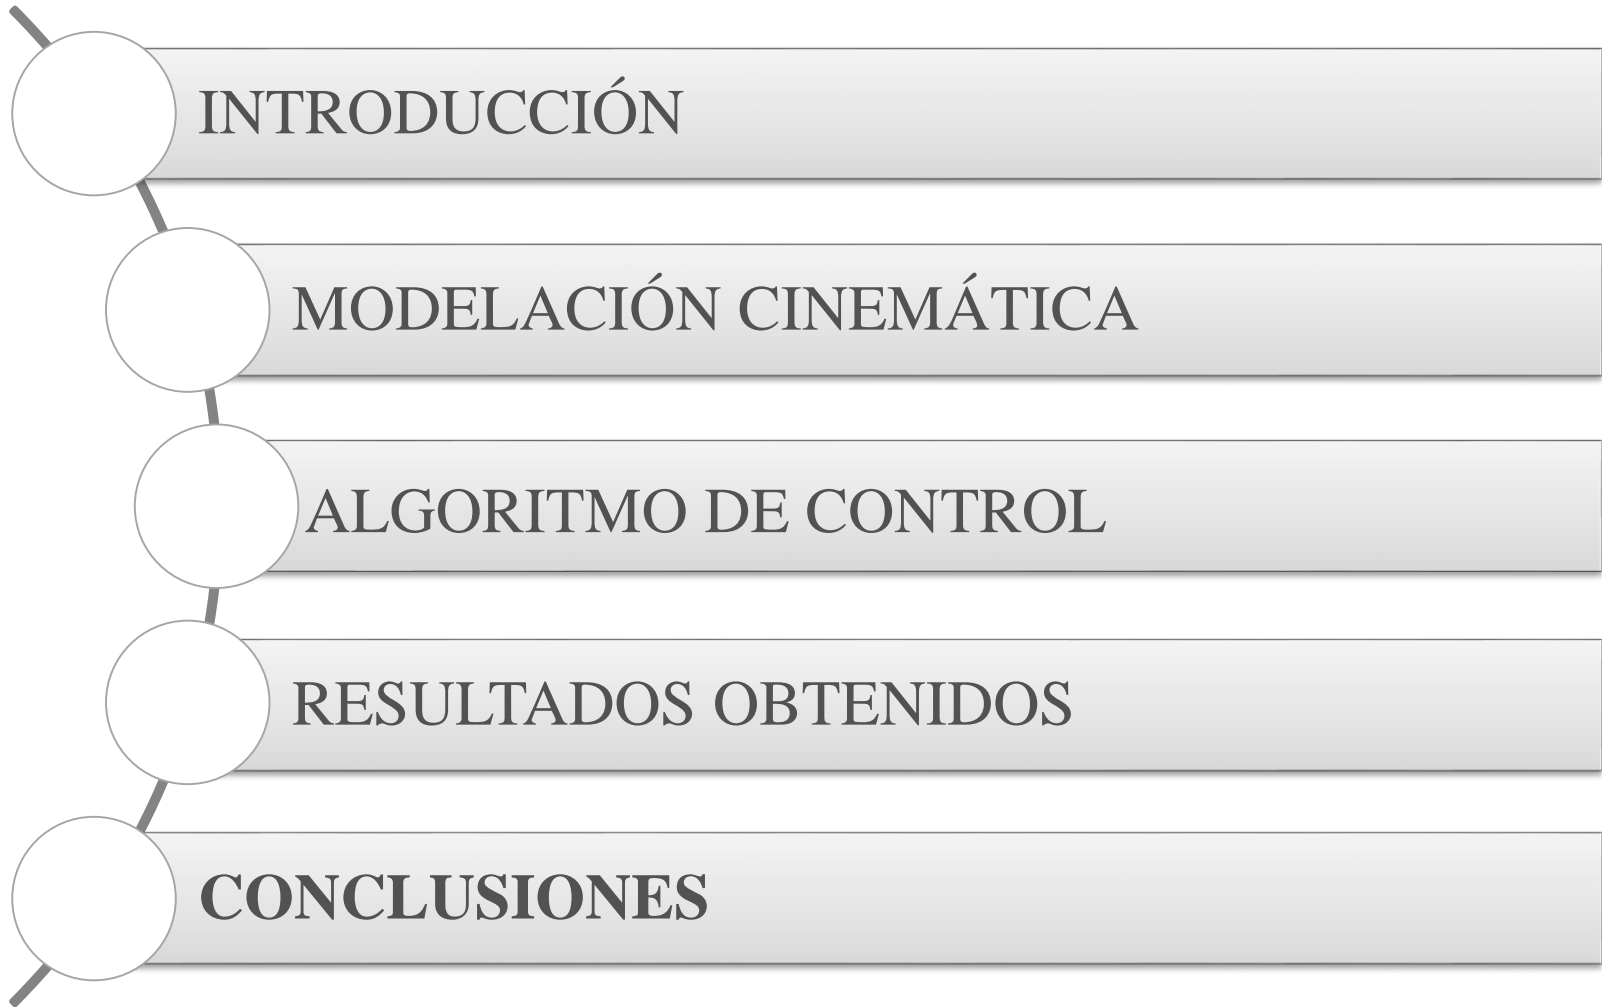 INTRODUCCIÓN
MODELACIÓN CINEMÁTICA
ALGORITMO DE CONTROL
RESULTADOS OBTENIDOS
CONCLUSIONES